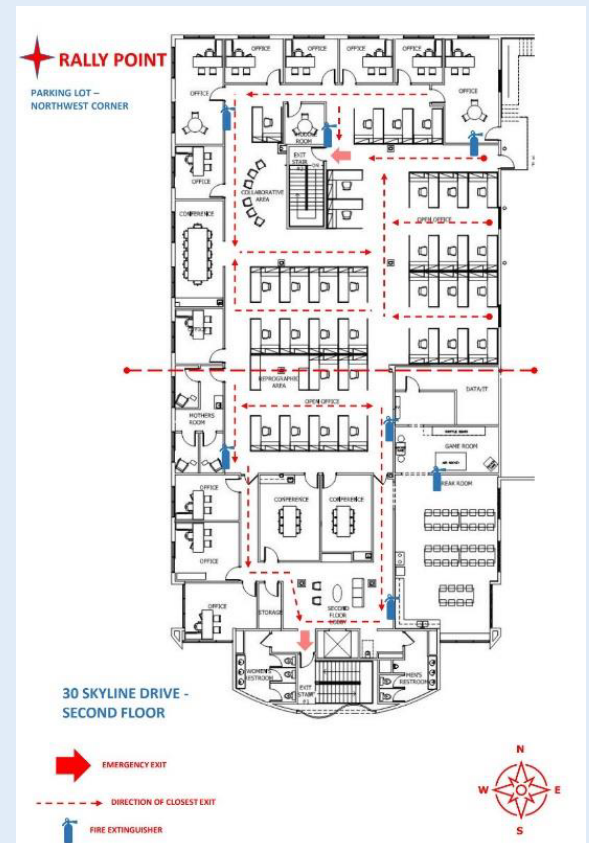 RALLY POINT
PARKING LOT –
NORTHWEST CORNER
OFFICE
OFFICE
OFFICE
OFFICE
OFFICE
OFFICE
OFFICE
ROOM
EXIT
STAIR
OFFICE
COLLABORATIVE
AREA
CONFERENCE
OPEN OFFICE
OFFICE
REPROGRAPHIC
AREA
DATA/IT
MOTHERS
ROOM
OPEN OFFICE
GAME ROOM
BREAK ROOM
OFFICE
CONFERENCE
CONFERENCE
OFFICE
OFFICE
STORAGE
SECOND
FLOOR
LOBBY
WOMEN'S
RESTROOM
EXIT
STAIR
MEN'S
RESTROOM
30 SKYLINE DRIVE -
SECOND FLOOR
EMERGENCY EXIT
DIRECTION OF CLOSEST EXIT
FIRE EXTINGUISHER
N
W
E
S